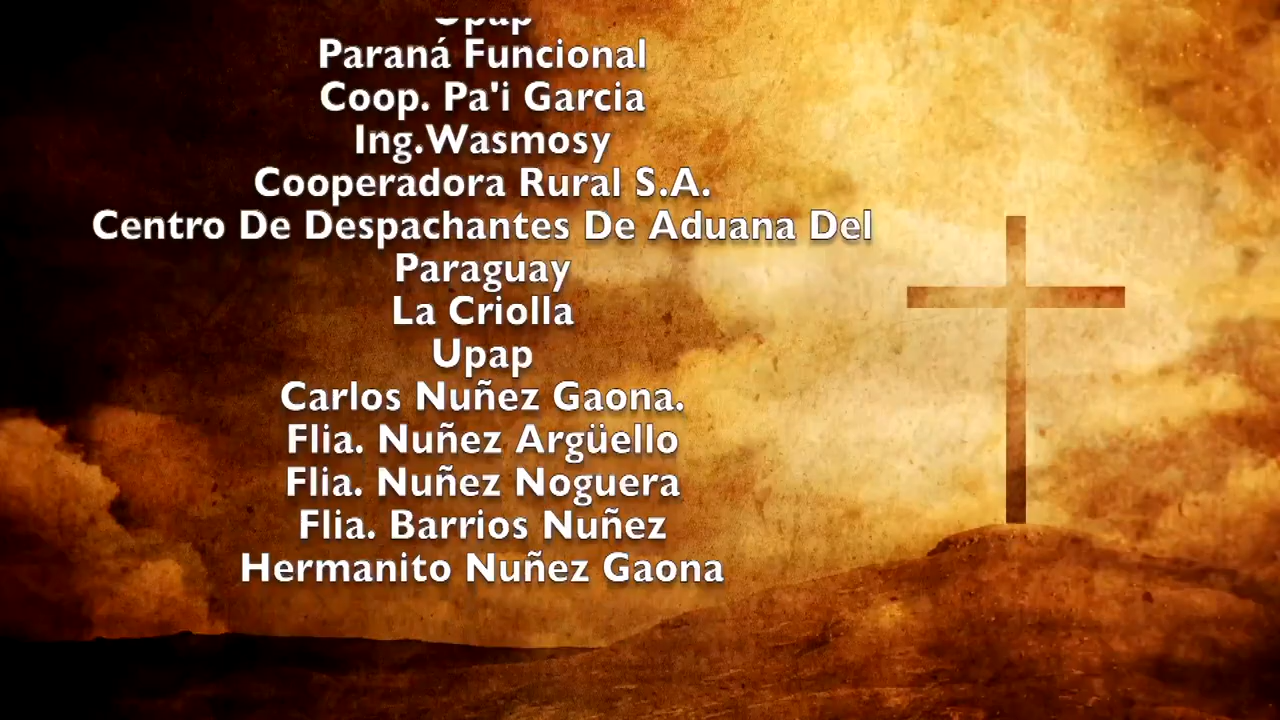 Upap
Paraná Funcional
Coop. Pa'i Garcia
Ing.Wasmosy
Cooperadora Rural S.A.
Centro De Despachantes De Aduana Del
Paraguay
La Criolla
Upap
Carlos Nuñez Gaona.
Flia. Nuñez Argüello
Flia. Nuñez Noguera
Flia. Barrios Nuñez
Hermanito Nuñez Gaona